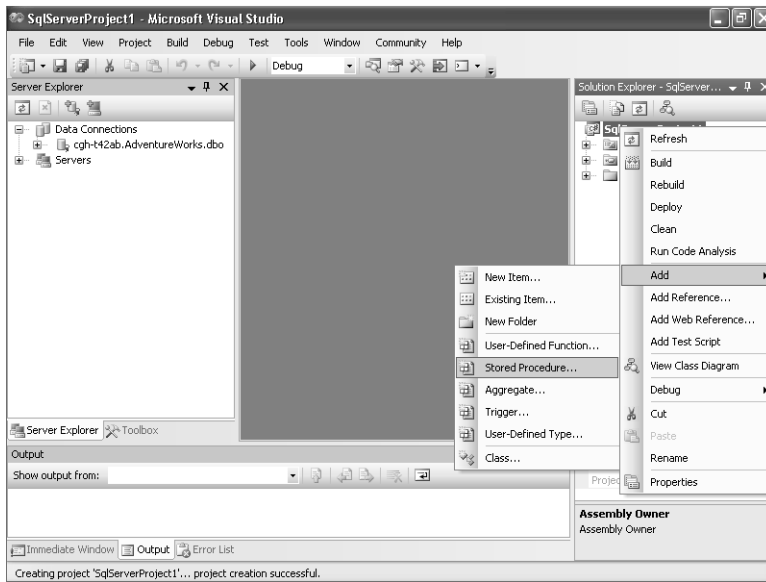 SqlServerProject1 - Microsoft Visual Studio
File Edit View Project Build Debug Test Tools Window Community Help
Debug
Server Explorer
Data Connections
cgh-t42ab.AdventureWorks.dbo
Servers
Server Explorer Toolbox
Solution Explorer - SqlServer...
Refresh
Build
Rebuild
Deploy
Clean
Run Code Analysis
Add
Add Reference...
Add Web Reference...
Add Test Script
View Class Diagram
Debug
Cut
Paste
Rename
Properties
New Item...
Existing Item...
New Folder
User-Defined Function...
Stored Procedure...
Aggregate...
Trigger...
User-Defined Type...
Class...
Output
Show output from:
Immediate Window Output Error List
Assembly Owner
Assembly Owner
Creating project 'SqlServerProject1'... project creation successful.